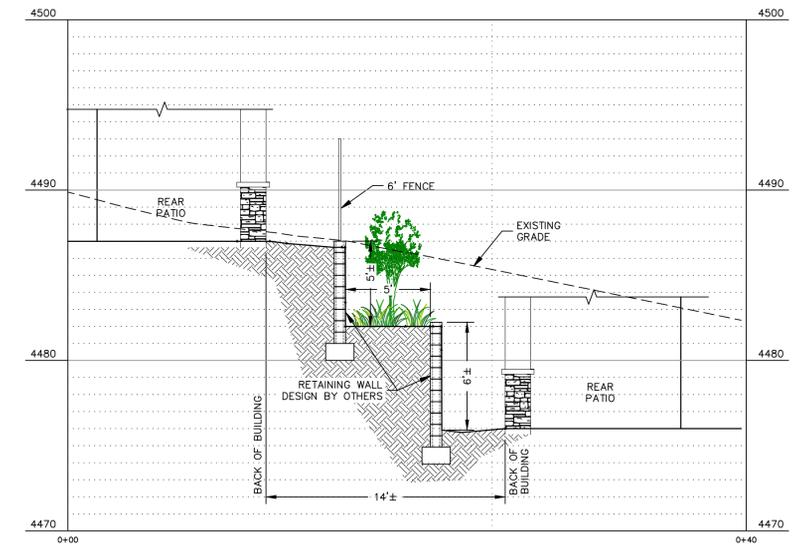 4500
4500
4490
4490
REAR
PATIO
6' FENCE
EXISTING
GRADE
5'±
5'
4480
4480
RETAINING WALL
DESIGN BY OTHERS
6'±
REAR
PATIO
BACK OF BUILDING
BACK OF
BUILDING
14'±
4470
4470
0+00
0+40